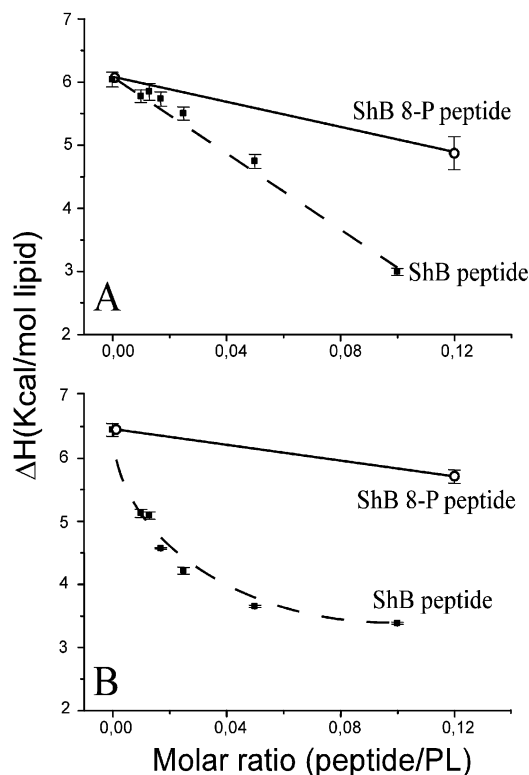 7
6
5
4
3
2
ShB 8-P peptide
ShB peptide
A
0,00
0,04
0,08
0,12
ΔH(Kcal/mol lipid)
7
6
5
4
3
2
ShB 8-P peptide
ShB peptide
B
0,00
0,04
0,08
0,12
Molar ratio (peptide/PL)